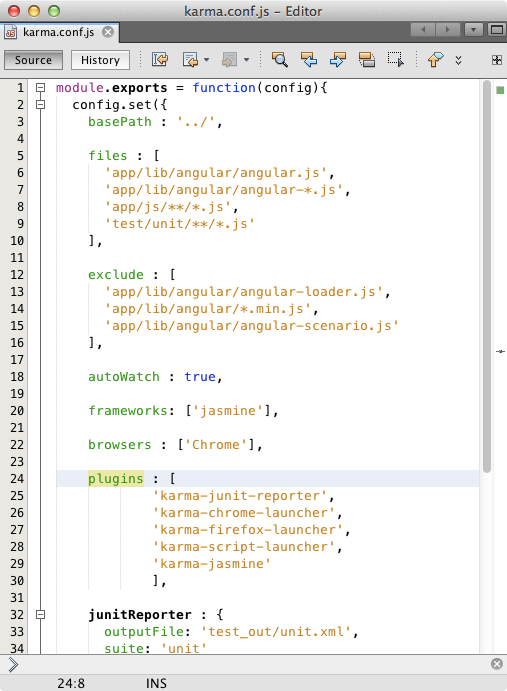 karma.conf.js - Editor
karma.conf.js
Source History
1 module.exports = function(config){
2 config.set({
3 basePath : '../',
4
5 files : [
6 'app/lib/angular/angular.js',
7 'app/lib/angular/angular-*.js',
8 'app/js/**/*.js',
9 'test/unit/**/*.js'
10 ],
11
12 exclude : [
13 'app/lib/angular/angular-loader.js',
14 'app/lib/angular/*.min.js',
15 'app/lib/angular/angular-scenario.js'
16 ],
17
18 autoWatch : true,
19
20 frameworks: ['jasmine'],
21
22 browsers : ['Chrome'],
23
24 plugins : [
25 'karma-junit-reporter',
26 'karma-chrome-launcher',
27 'karma-firefox-launcher',
28 'karma-script-launcher',
29 'karma-jasmine'
30 ],
31
32 junitReporter : {
33 outputFile: 'test_out/unit.xml',
34 suite: 'unit'
24:8 INS